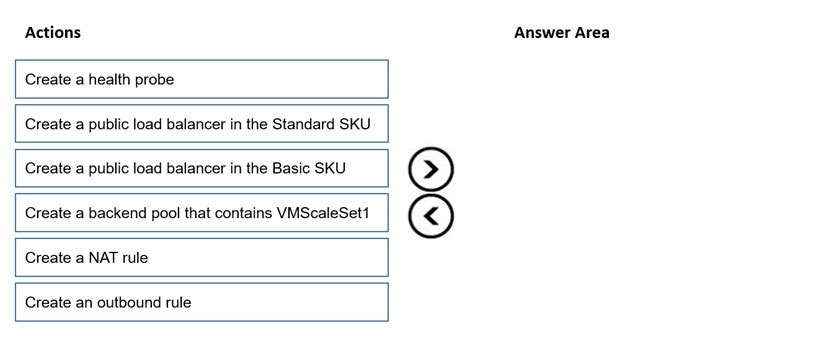 Actions
Answer Area
Create a health probe
Create a public load balancer in the Standard SKU
Create a public load balancer in the Basic SKU
Create a backend pool that contains VMScaleSet1
Create a NAT rule
Create an outbound rule